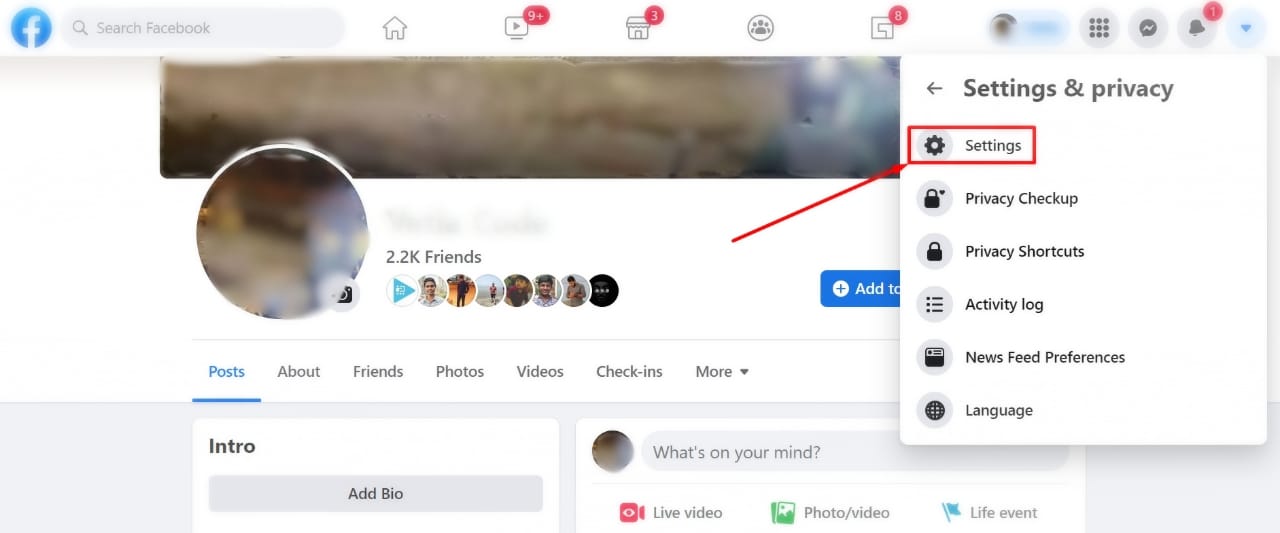 f
Search Facebook
9+
3
8
1
Settings & privacy
Settings
Privacy Checkup
Privacy Shortcuts
Activity log
News Feed Preferences
Language
2.2K Friends
Add to
Posts
About
Friends
Photos
Videos
Check-ins
More
Intro
Add Bio
What's on your mind?
Live video
Photo/video
Life event